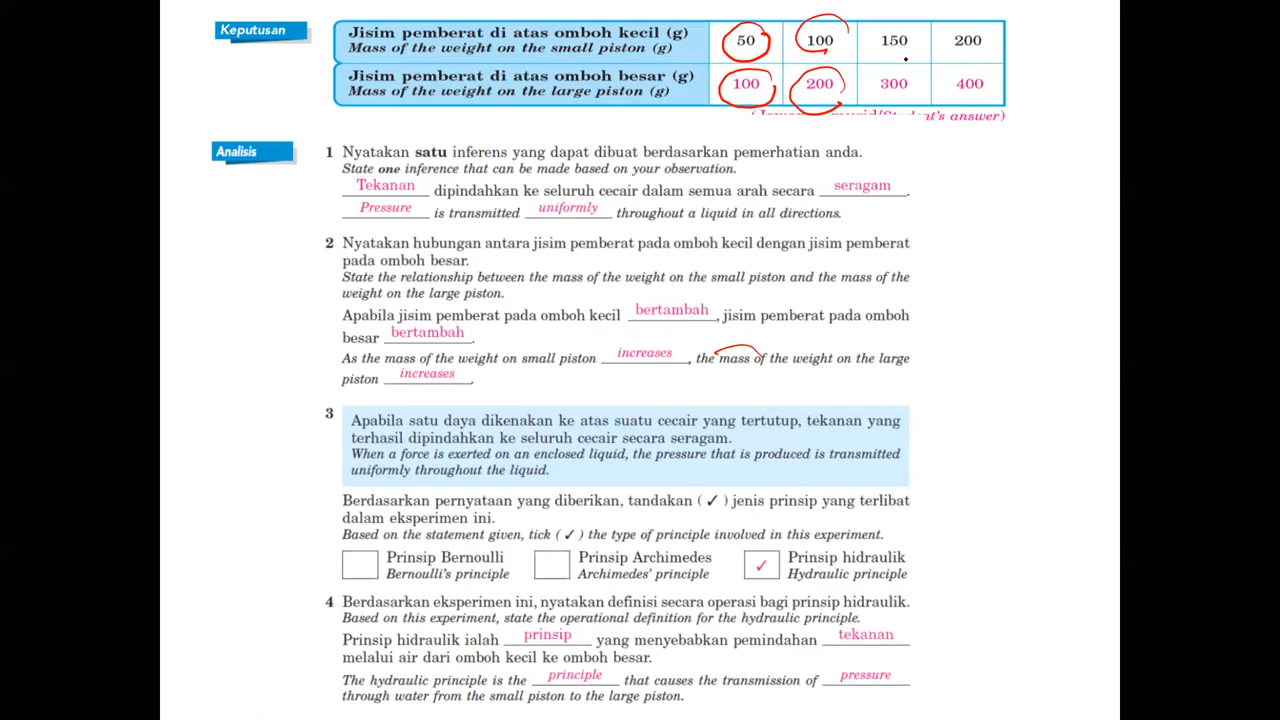 Keputusan
Jisim pemberat di atas omboh kecil (g) 50 100 150 200
Mass of the weight on the small piston (g)
Jisim pemberat di atas omboh besar (g) 100 200 300 400
Mass of the weight on the large piston (g)
Student's answer)
Analisis
1 Nyatakan satu inferens yang dapat dibuat berdasarkan pemerhatian anda.
State one inference that can be made based on your observation.
Tekanan dipindahkan ke seluruh cecair dalam semua arah secara seragam.
Pressure is transmitted uniformly throughout a liquid in all directions.
2 Nyatakan hubungan antara jisim pemberat pada omboh kecil dengan jisim pemberat
pada omboh besar.
State the relationship between the mass of the weight on the small piston and the mass of the
weight on the large piston.
Apabila jisim pemberat pada omboh kecil bertambah, jisim pemberat pada omboh
besar bertambah.
As the mass of the weight on small piston increases, the mass of the weight on the large
piston increases.
3 Apabila satu daya dikenakan ke atas suatu cecair yang tertutup, tekanan yang
terhasil dipindahkan ke seluruh cecair secara seragam.
When a force is exerted on an enclosed liquid, the pressure that is produced is transmitted
uniformly throughout the liquid.
Berdasarkan pernyataan yang diberikan, tandakan ( ✓ ) jenis prinsip yang terlibat
dalam eksperimen ini.
Based on the statement given, tick ( ✓ ) the type of principle involved in this experiment.
Prinsip Bernoulli Prinsip Archimedes ✓ Prinsip hidraulik
Bernoulli's principle Archimedes' principle Hydraulic principle
4 Berdasarkan eksperimen ini, nyatakan definisi secara operasi bagi prinsip hidraulik.
Based on this experiment, state the operational definition for the hydraulic principle.
Prinsip hidraulik ialah prinsip yang menyebabkan pemindahan tekanan
melalui air dari omboh kecil ke omboh besar.
The hydraulic principle is the principle that causes the transmission of pressure
through water from the small piston to the large piston.